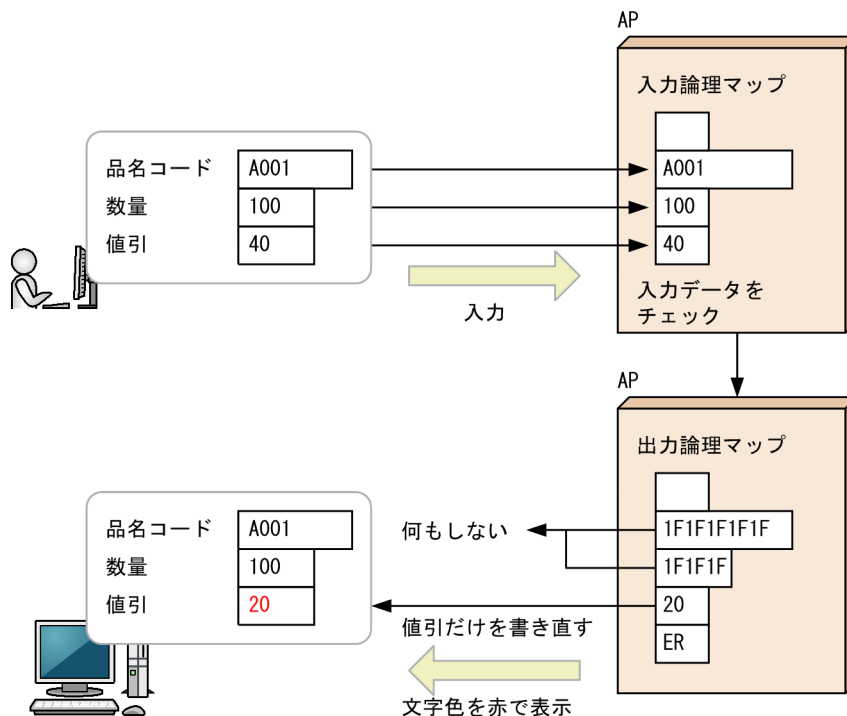 AP
入力論理マップ
品名コード A001
数量 100
値引 40
A001
100
40
入力
入力データを
チェック
AP
出力論理マップ
品名コード A001
数量 100
値引 20
何もしない
1F1F1F1F1F
1F1F1F
20
ER
値引だけを書き直す
文字色を赤で表示